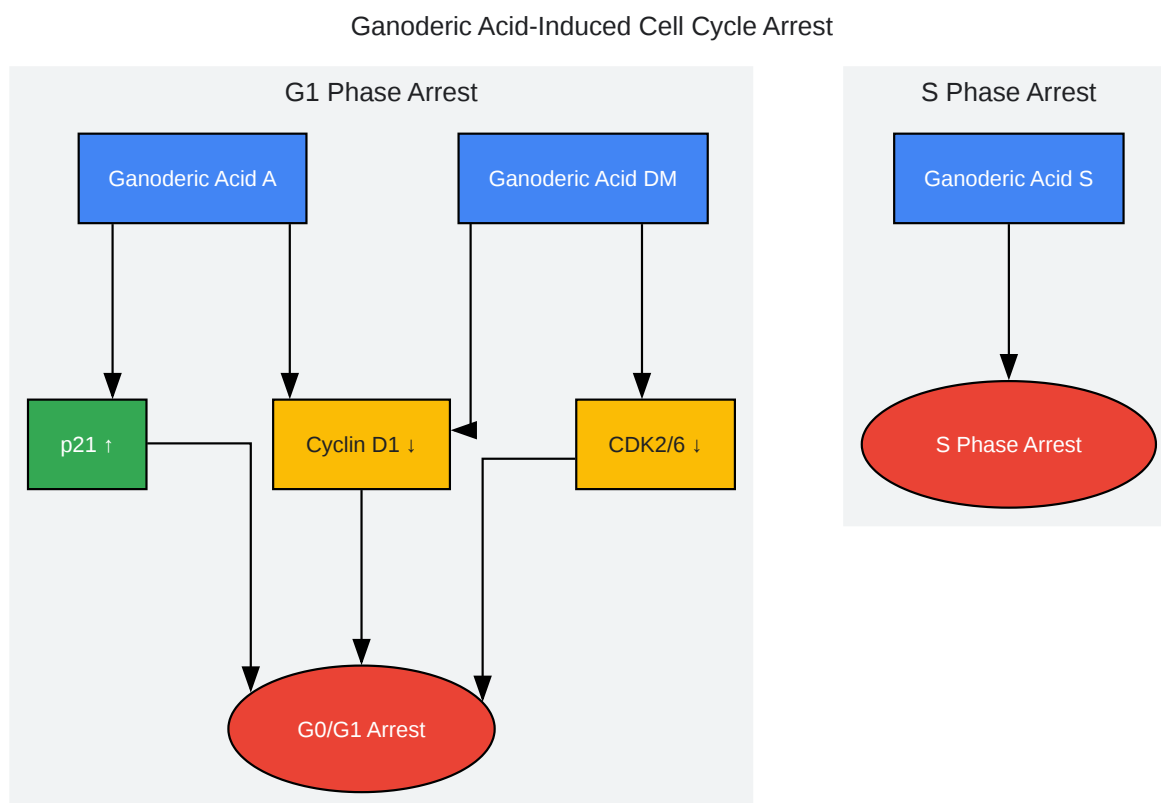 Ganoderic Acid-Induced Cell Cycle Arrest
G1 Phase Arrest
Ganoderic Acid A
Ganoderic Acid DM
p21 ↑
Cyclin D1 ↓
CDK2/6 ↓
G0/G1 Arrest
S Phase Arrest
Ganoderic Acid S
S Phase Arrest